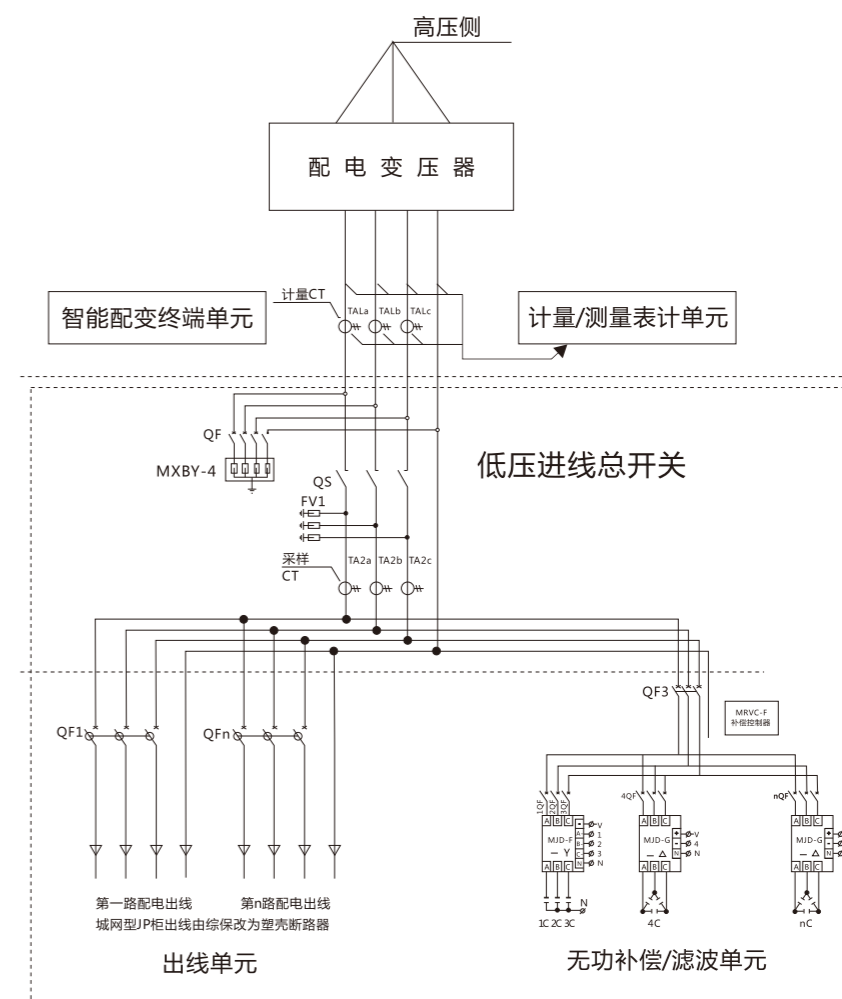 高压侧
配 电 变 压 器
计量CT
TALa TALb TALc
智能配变终端单元
计量/测量表计单元
QF
MXBY-4
低压进线总开关
QS
FV1
采样
CT
TA2a TA2b TA2c
QF3
MRVC-F
补偿控制器
QF1
QFn
1QF 2QF 3QF
4QF
nQF
A B C - V
A 1
MJD-F B 2
C 3
— Y N N
A B C
A B C + V
MJD-G - 4
— △ N N
A B C
A B C +
MJD-G -
— △ N
A B C
N
1C 2C 3C
4C
nC
第一路配电出线
第n路配电出线
城网型JP柜出线由综保改为塑壳断路器
出线单元
无功补偿/滤波单元